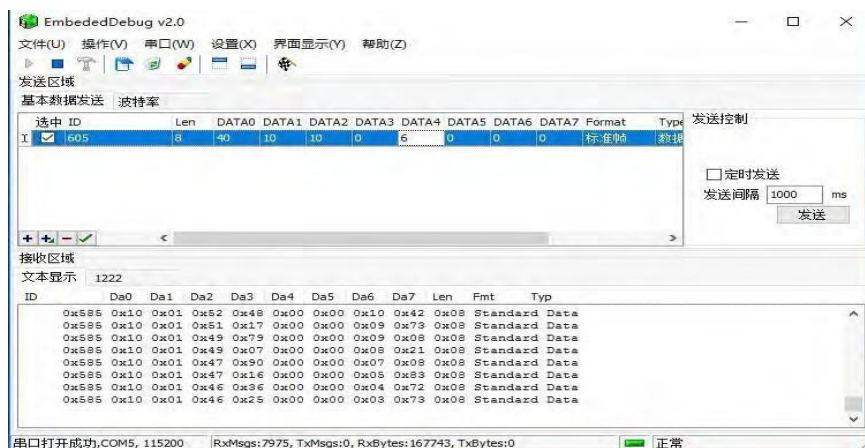 EmbededDebug v2.0
文件(U) 操作(V) 串口(W) 设置(X) 界面显示(Y) 帮助(Z)
发送区域
基本数据发送 波特率
选中 ID Len DATA0 DATA1 DATA2 DATA3 DATA4 DATA5 DATA6 DATA7 Format Type
605 8 40 10 10 0 6 0 0 0 标准帧 数据
发送控制
定时发送
发送间隔 1000 ms
发送
接收区域
文本显示 1222
ID Da0 Da1 Da2 Da3 Da4 Da5 Da6 Da7 Len Fmt Typ
0x585 0x10 0x01 0x52 0x48 0x00 0x00 0x10 0x42 0x08 Standard Data
0x585 0x10 0x01 0x51 0x17 0x00 0x00 0x09 0x73 0x08 Standard Data
0x585 0x10 0x01 0x49 0x79 0x00 0x00 0x09 0x08 0x08 Standard Data
0x585 0x10 0x01 0x49 0x07 0x00 0x00 0x08 0x21 0x08 Standard Data
0x585 0x10 0x01 0x47 0x90 0x00 0x00 0x07 0x08 0x08 Standard Data
0x585 0x10 0x01 0x47 0x16 0x00 0x00 0x05 0x83 0x08 Standard Data
0x585 0x10 0x01 0x46 0x36 0x00 0x00 0x04 0x72 0x08 Standard Data
0x585 0x10 0x01 0x46 0x25 0x00 0x00 0x03 0x73 0x08 Standard Data
串口打开成功,COM5, 115200 RxMsgs:7975, TxMsgs:0, RxBytes:167743, TxBytes:0 正常